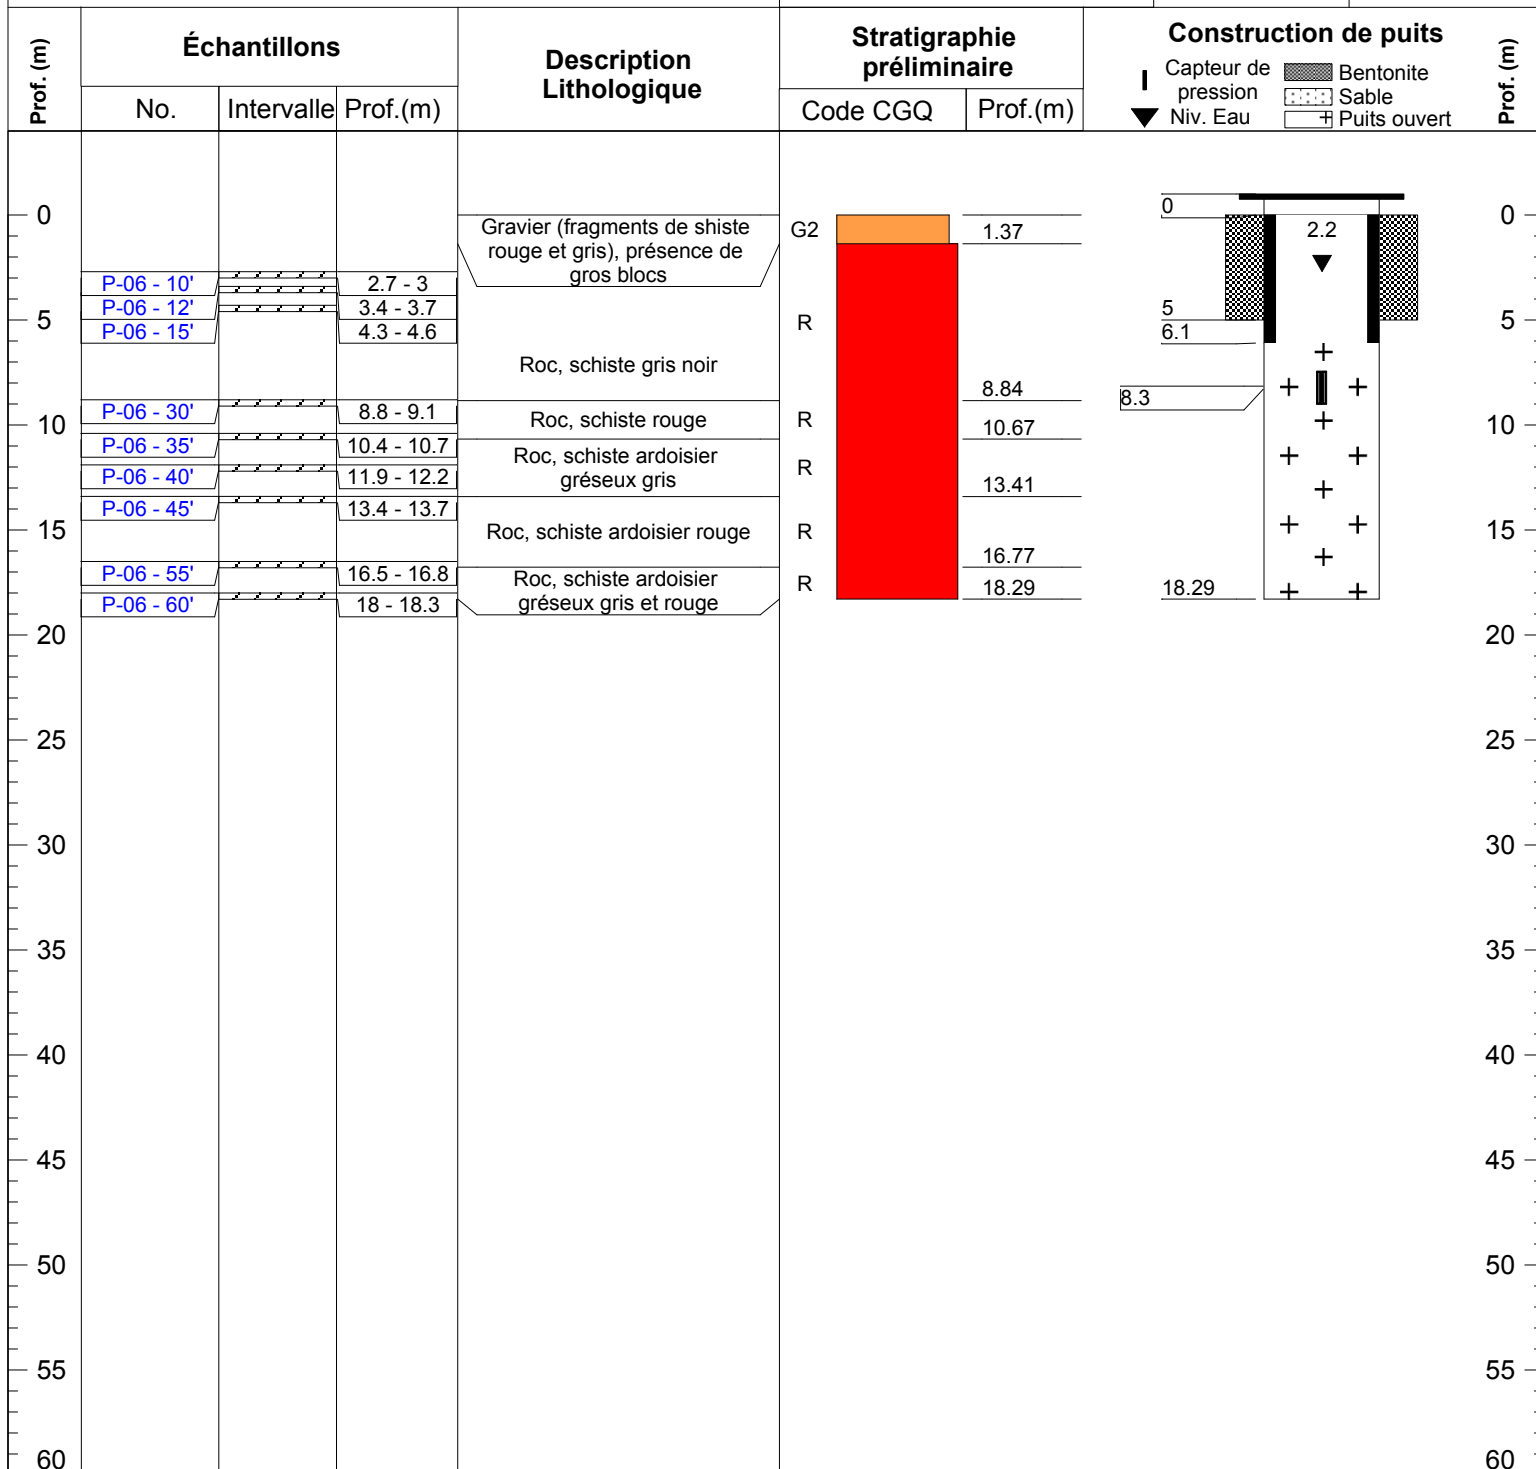 Prof. (m)
Échantillons
No.
Intervalle
Prof.(m)
Description
Lithologique
Stratigraphie
préliminaire
Code CGQ
Prof.(m)
Construction de puits
Capteur de
pression
Niv. Eau
Bentonite
Sable
Puits ouvert
Prof. (m)
0
5
10
15
20
25
30
35
40
45
50
55
60
P-06 - 10'
2.7 - 3
P-06 - 12'
3.4 - 3.7
P-06 - 15'
4.3 - 4.6
P-06 - 30'
8.8 - 9.1
P-06 - 35'
10.4 - 10.7
P-06 - 40'
11.9 - 12.2
P-06 - 45'
13.4 - 13.7
P-06 - 55'
16.5 - 16.8
P-06 - 60'
18 - 18.3
Gravier (fragments de shiste
rouge et gris), présence de
gros blocs
Roc, schiste gris noir
Roc, schiste rouge
Roc, schiste ardoisier
gréseux gris
Roc, schiste ardoisier rouge
Roc, schiste ardoisier
gréseux gris et rouge
G2
1.37
R
8.84
R
10.67
R
13.41
R
16.77
R
18.29
0
2.2
5
6.1
8.3
18.29
0
5
10
15
20
25
30
35
40
45
50
55
60